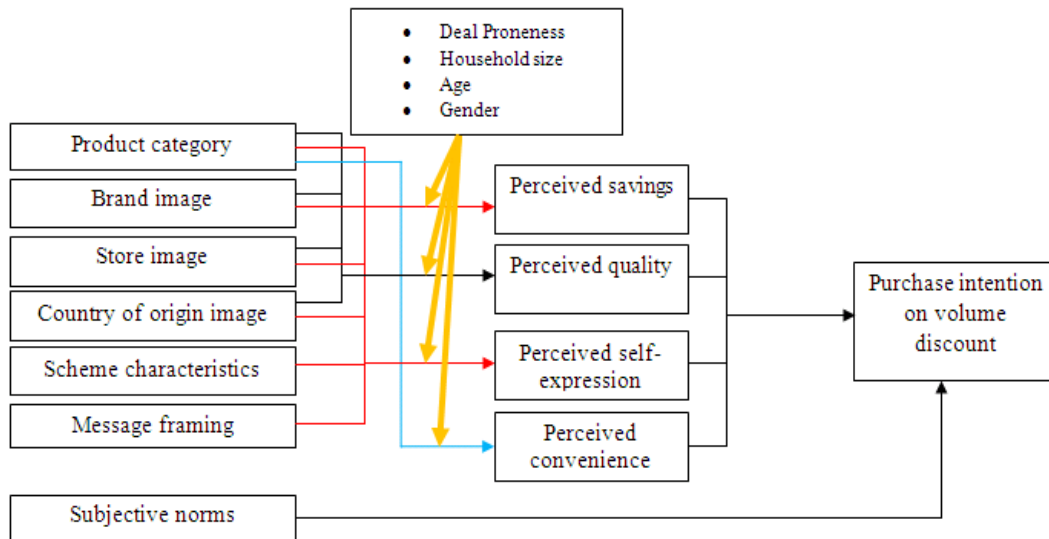 Deal Proneness
Household size
Age
Gender
Product category
Brand image
Store image
Country of origin image
Scheme characteristics
Message framing
Subjective norms
Perceived savings
Perceived quality
Perceived self-
expression
Perceived
convenience
Purchase intention
on volume
discount